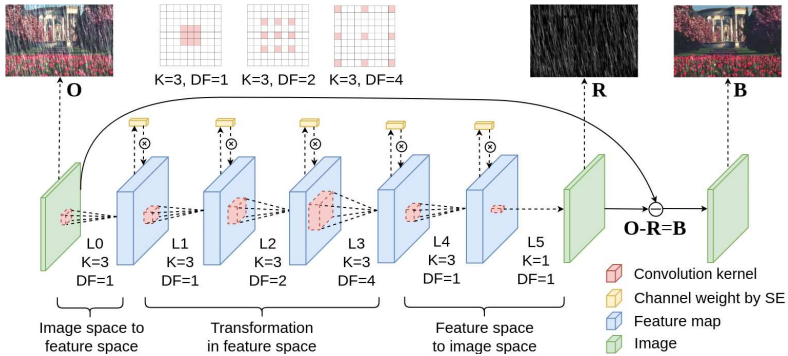 K=3, DF=1
K=3, DF=2
K=3, DF=4
O
R
B
L0
K=3
DF=1
L1
K=3
DF=1
L2
K=3
DF=2
L3
K=3
DF=4
L4
K=3
DF=1
L5
K=1
DF=1
O-R=B
Image space to
feature space
Transformation
in feature space
Feature space
to image space
Convolution kernel
Channel weight by SE
Feature map
Image